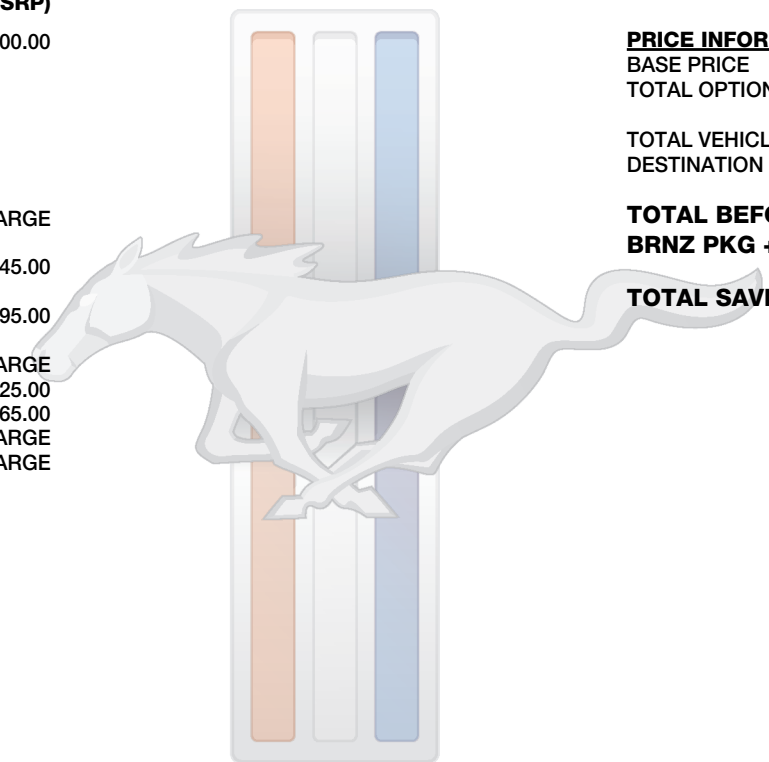 SRP)
00.00
ARGE
45.00
95.00
ARGE
25.00
65.00
ARGE
ARGE
PRICE INFOR
BASE PRICE
TOTAL OPTION
TOTAL VEHICL
DESTINATION
TOTAL BEFO
BRNZ PKG +
TOTAL SAVI